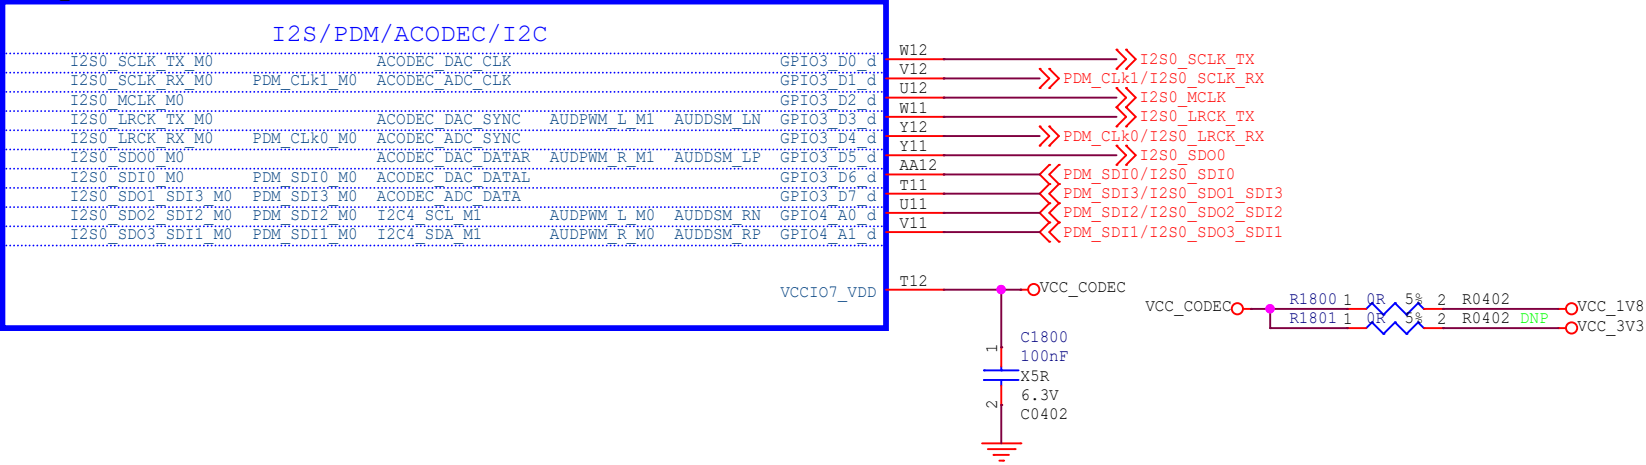 I2S/PDM/ACODEC/I2C
I2S0_SCLK_TX_M0 ACODEC_DAC_CLK GPIO3_D0_d W12 I2S0_SCLK_TX
I2S0_SCLK_RX_M0 PDM_CLk1_M0 ACODEC_ADC_CLK GPIO3_D1_d V12 PDM_CLk1/I2S0_SCLK_RX
I2S0_MCLK_M0 GPIO3_D2_d U12 I2S0_MCLK
I2S0_LRCK_TX_M0 ACODEC_DAC_SYNC AUDPWM_L_M1 AUDDSM_LN GPIO3_D3_d W11 I2S0_LRCK_TX
I2S0_LRCK_RX_M0 PDM_CLk0_M0 ACODEC_ADC_SYNC GPIO3_D4_d Y12 PDM_CLk0/I2S0_LRCK_RX
I2S0_SDO0_M0 ACODEC_DAC_DATAR AUDPWM_R_M1 AUDDSM_LP GPIO3_D5_d Y11 I2S0_SDO0
I2S0_SDI0_M0 PDM_SDI0_M0 ACODEC_DAC_DATAL GPIO3_D6_d AA12 PDM_SDI0/I2S0_SDI0
I2S0_SDO1_SDI3_M0 PDM_SDI3_M0 ACODEC_ADC_DATA GPIO3_D7_d T11 PDM_SDI3/I2S0_SDO1_SDI3
I2S0_SDO2_SDI2_M0 PDM_SDI2_M0 I2C4_SCL_M1 AUDPWM_L_M0 AUDDSM_RN GPIO4_A0_d U11 PDM_SDI2/I2S0_SDO2_SDI2
I2S0_SDO3_SDI1_M0 PDM_SDI1_M0 I2C4_SDA_M1 AUDPWM_R_M0 AUDDSM_RP GPIO4_A1_d V11 PDM_SDI1/I2S0_SDO3_SDI1
VCCIO7_VDD T12 VCC_CODEC
VCC_CODEC R1800 1 0R 5% 2 R0402 VCC_1V8
R1801 1 0R 5% 2 R0402 DNP VCC_3V3
C1800
1
100nF
X5R
6.3V
2
C0402